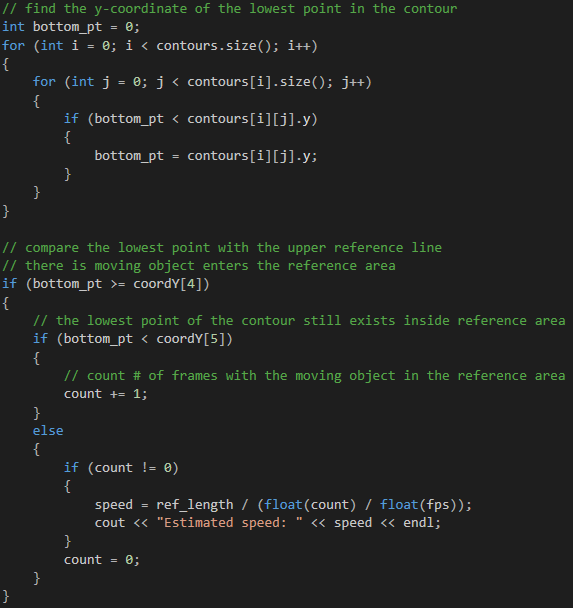 // find the y-coordinate of the lowest point in the contour
int bottom_pt = 0;
for (int i = 0; i < contours.size(); i++)
{
    for (int j = 0; j < contours[i].size(); j++)
    {
        if (bottom_pt < contours[i][j].y)
        {
            bottom_pt = contours[i][j].y;
        }
    }
}

// compare the lowest point with the upper reference line
// there is moving object enters the reference area
if (bottom_pt >= coordY[4])
{
    // the lowest point of the contour still exists inside reference area
    if (bottom_pt < coordY[5])
    {
        // count # of frames with the moving object in the reference area
        count += 1;
    }
    else
    {
        if (count != 0)
        {
            speed = ref_length / (float(count) / float(fps));
            cout << "Estimated speed: " << speed << endl;
        }
        count = 0;
    }
}